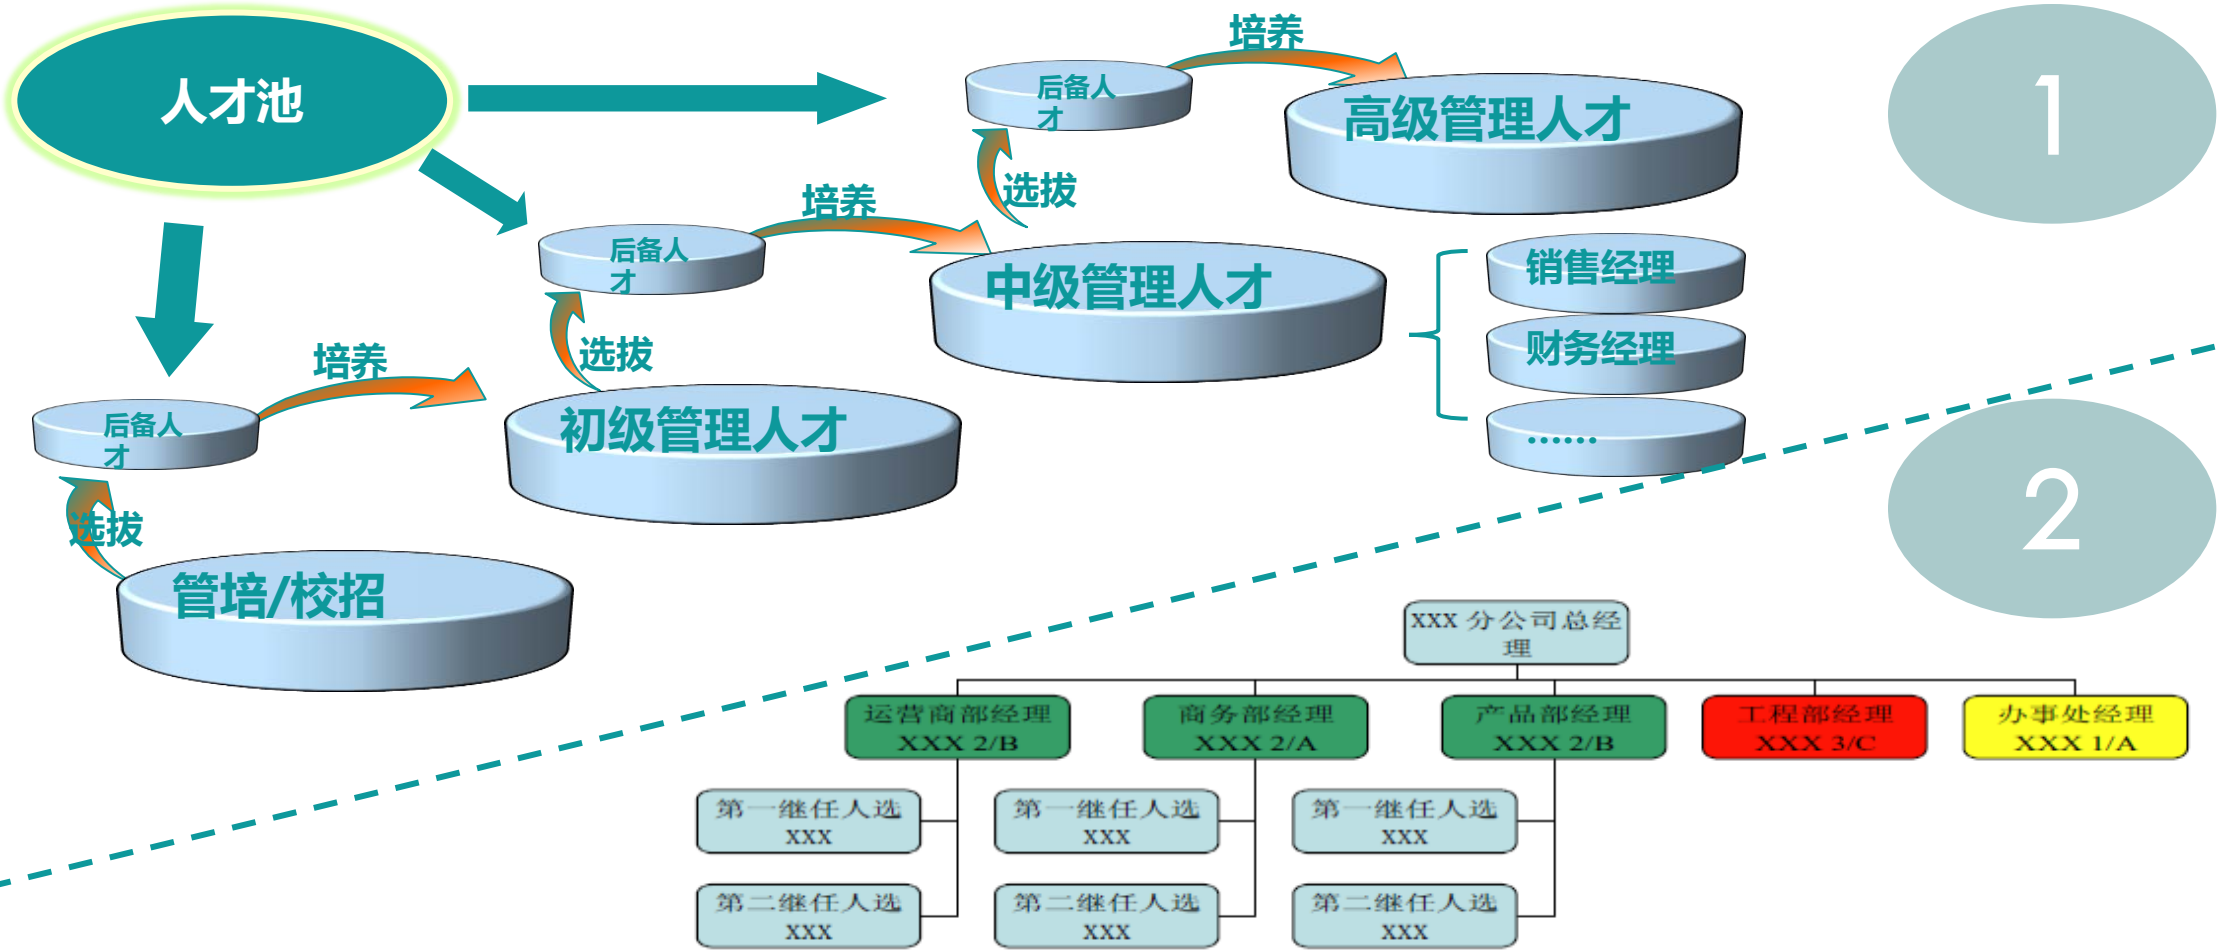 人才池
培养
后备人
才
高级管理人才
1
选拔
培养
后备人
才
中级管理人才
销售经理
财务经理
......
选拔
培养
后备人
才
初级管理人才
选拔
管培/校招
2
XXX 分公司总经
理
运营商部经理
XXX 2/B
商务部经理
XXX 2/A
产品部经理
XXX 2/B
工程部经理
XXX 3/C
办事处经理
XXX 1/A
第一继任人选
XXX
第一继任人选
XXX
第一继任人选
XXX
第二继任人选
XXX
第二继任人选
XXX
第二继任人选
XXX